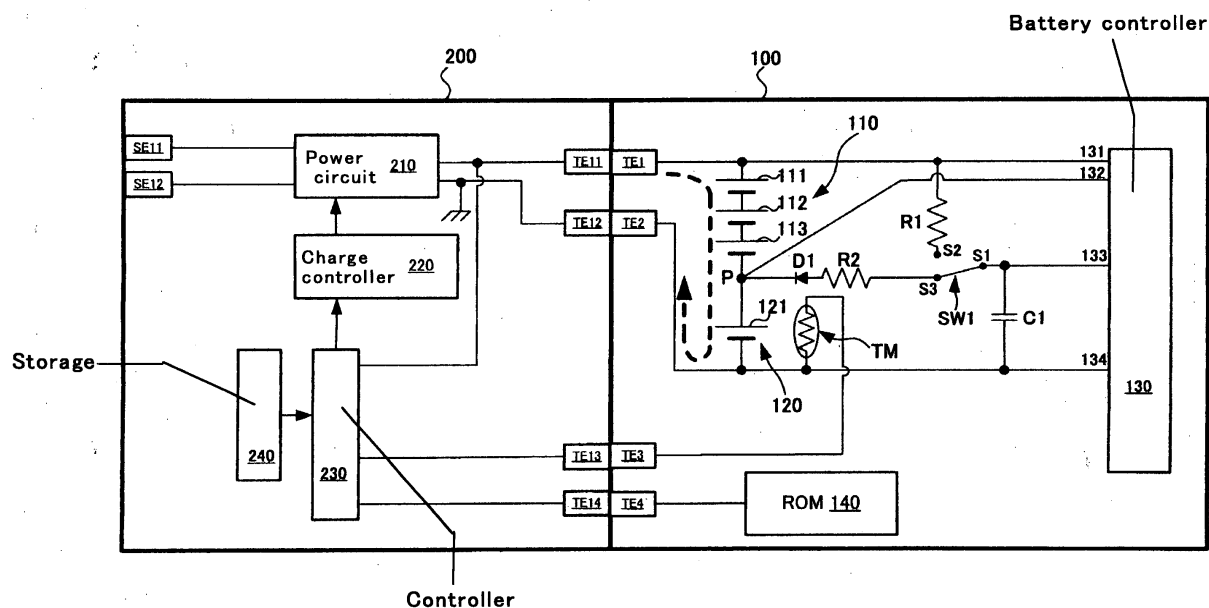 Battery controller
200
100
SE11
SE12
Power circuit 210
TE11
TE1
110
111
112
113
131
132
R1
S2
TE12
TE2
Charge controller 220
P
D1
R2
S3
S1
133
SW1
C1
121
TM
120
134
130
Storage
240
230
TE13
TE3
TE14
TE4
ROM 140
Controller